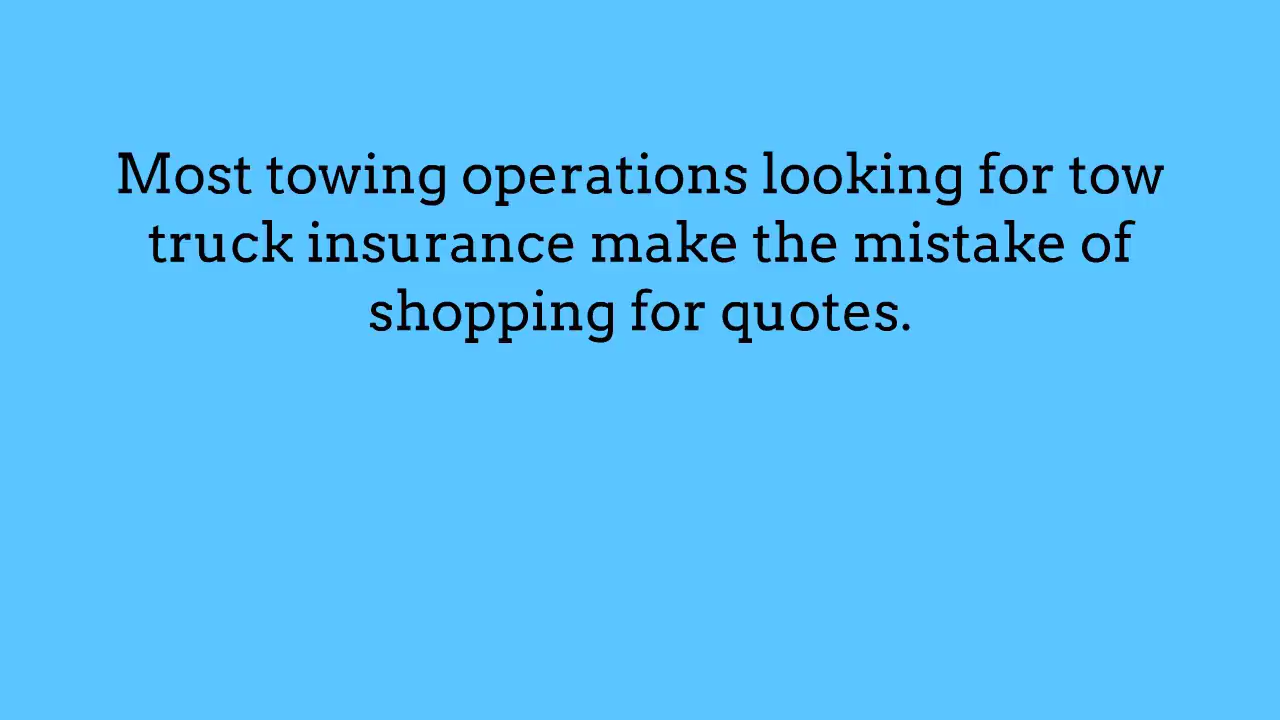 Most towing operations looking for tow
truck insurance make the mistake of
shopping for quotes.